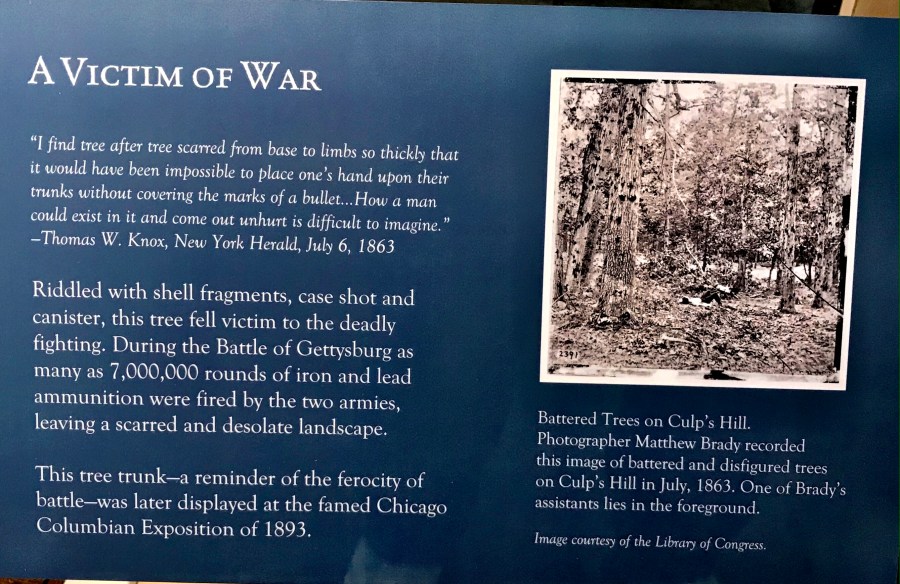 A VICTIM OF WAR
“I find tree after tree scarred from base to limbs so thickly that
it would have been impossible to place one’s hand upon their
trunks without covering the marks of a bullet...How a man
could exist in it and come out unhurt is difficult to imagine.”
–Thomas W. Knox, New York Herald, July 6, 1863
Riddled with shell fragments, case shot and
canister, this tree fell victim to the deadly
fighting. During the Battle of Gettysburg as
many as 7,000,000 rounds of iron and lead
ammunition were fired by the two armies,
leaving a scarred and desolate landscape.
This tree trunk—a reminder of the ferocity of
battle—was later displayed at the famed Chicago
Columbian Exposition of 1893.
2391
Battered Trees on Culp’s Hill.
Photographer Matthew Brady recorded
this image of battered and disfigured trees
on Culp’s Hill in July, 1863. One of Brady’s
assistants lies in the foreground.
Image courtesy of the Library of Congress.